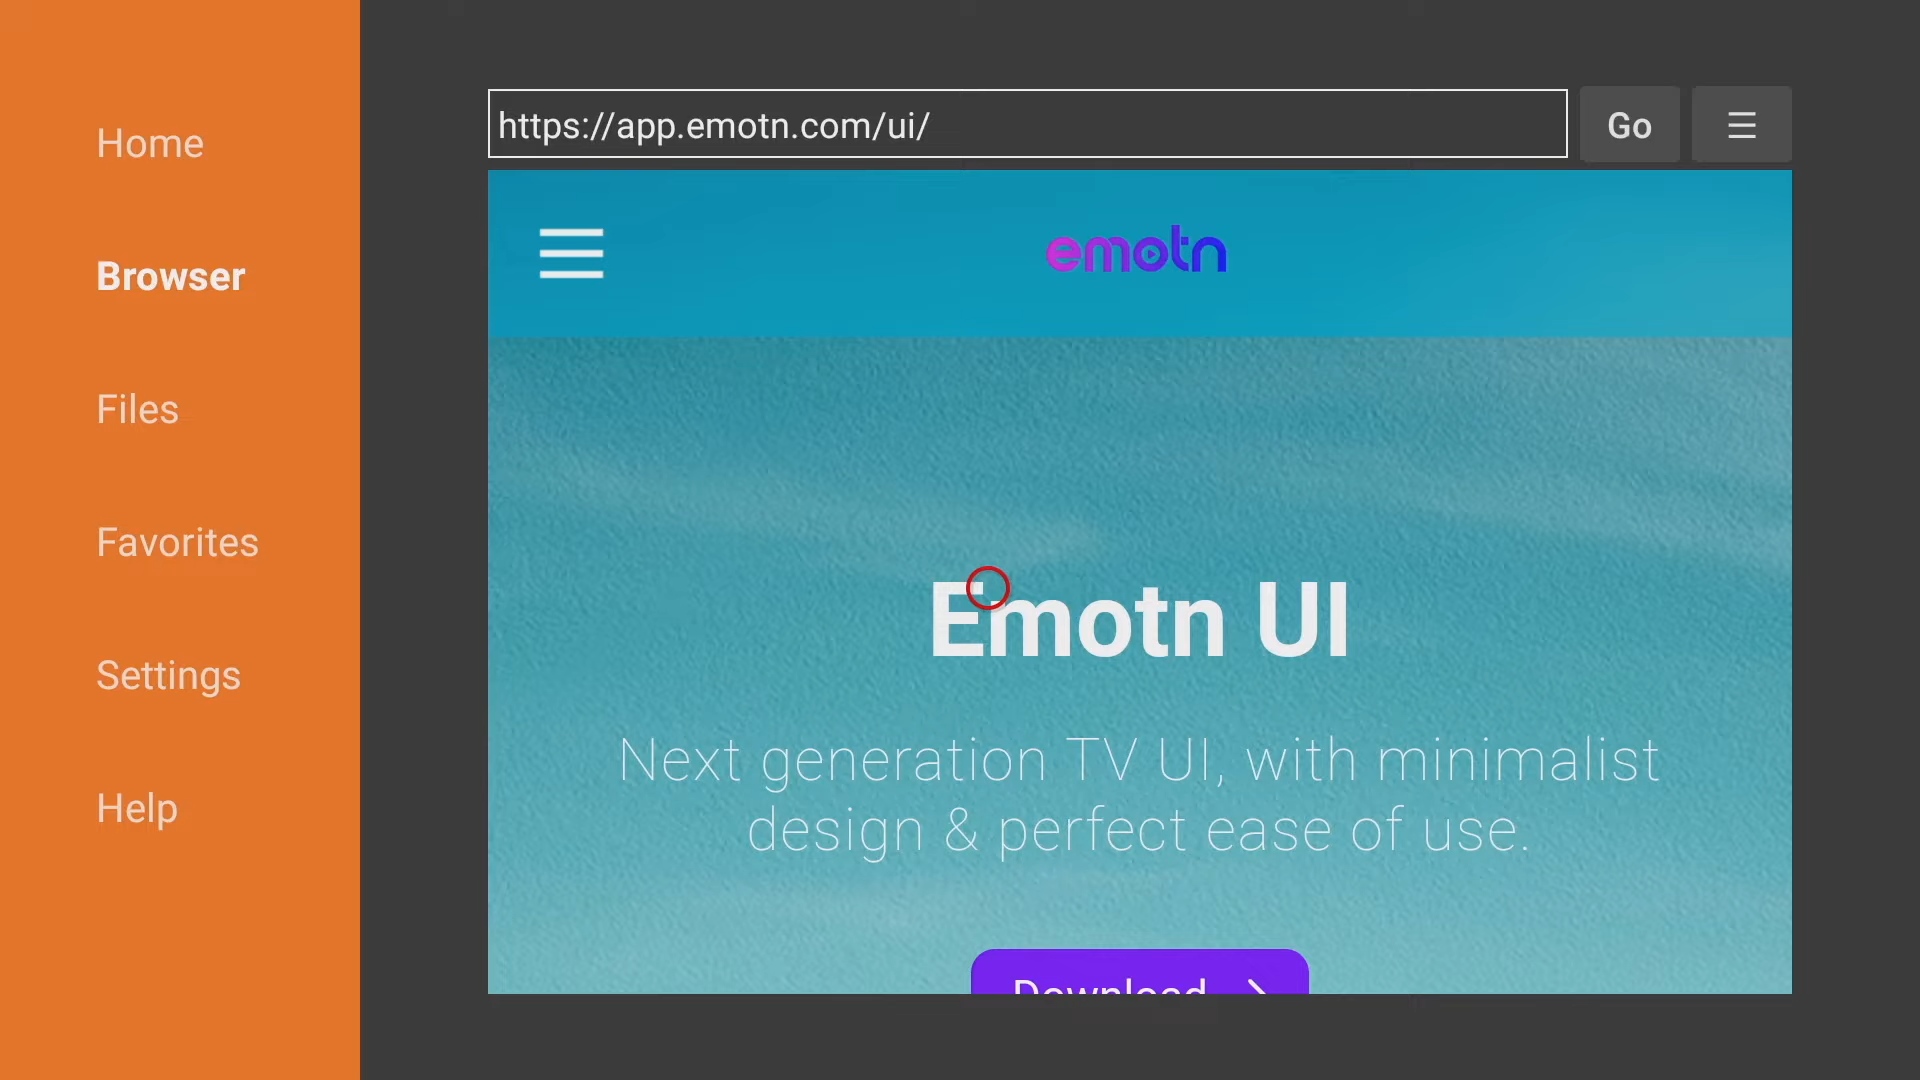 Home
Browser
Files
Favorites
Settings
Help
https://app.emotn.com/ui/
Go
emotn
Emotn UI
Next generation TV UI, with minimalist
design & perfect ease of use.
Download